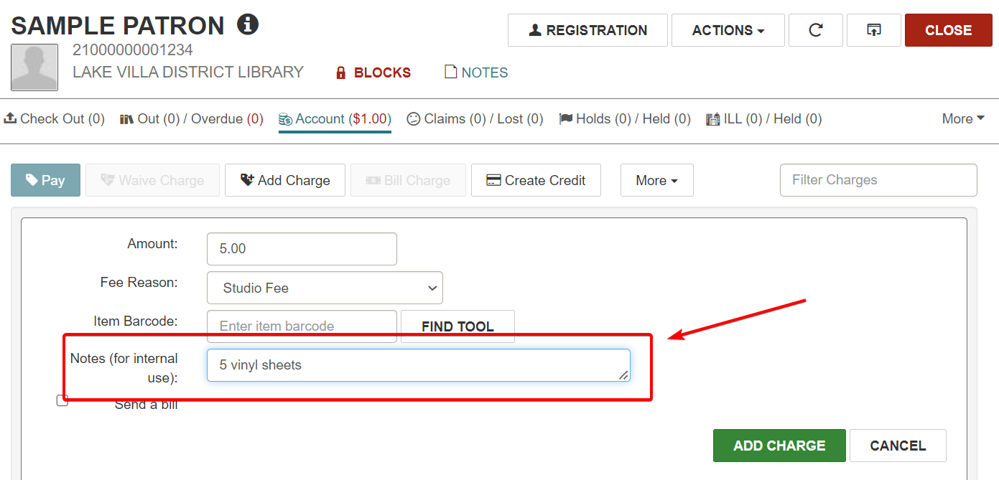 SAMPLE PATRON
REGISTRATION ACTIONS CLOSE
21000000001234
LAKE VILLA DISTRICT LIBRARY BLOCKS NOTES
Check Out (0) Out (0) / Overdue (0) Account ($1.00) Claims (0) / Lost (0) Holds (0) / Held (0) ILL (0) / Held (0) More
Pay Waive Charge Add Charge Bill Charge Create Credit More Filter Charges
Amount: 5.00
Fee Reason: Studio Fee
Item Barcode: Enter item barcode FIND TOOL
Notes (for internal
use):
5 vinyl sheets
Send a bill
ADD CHARGE CANCEL